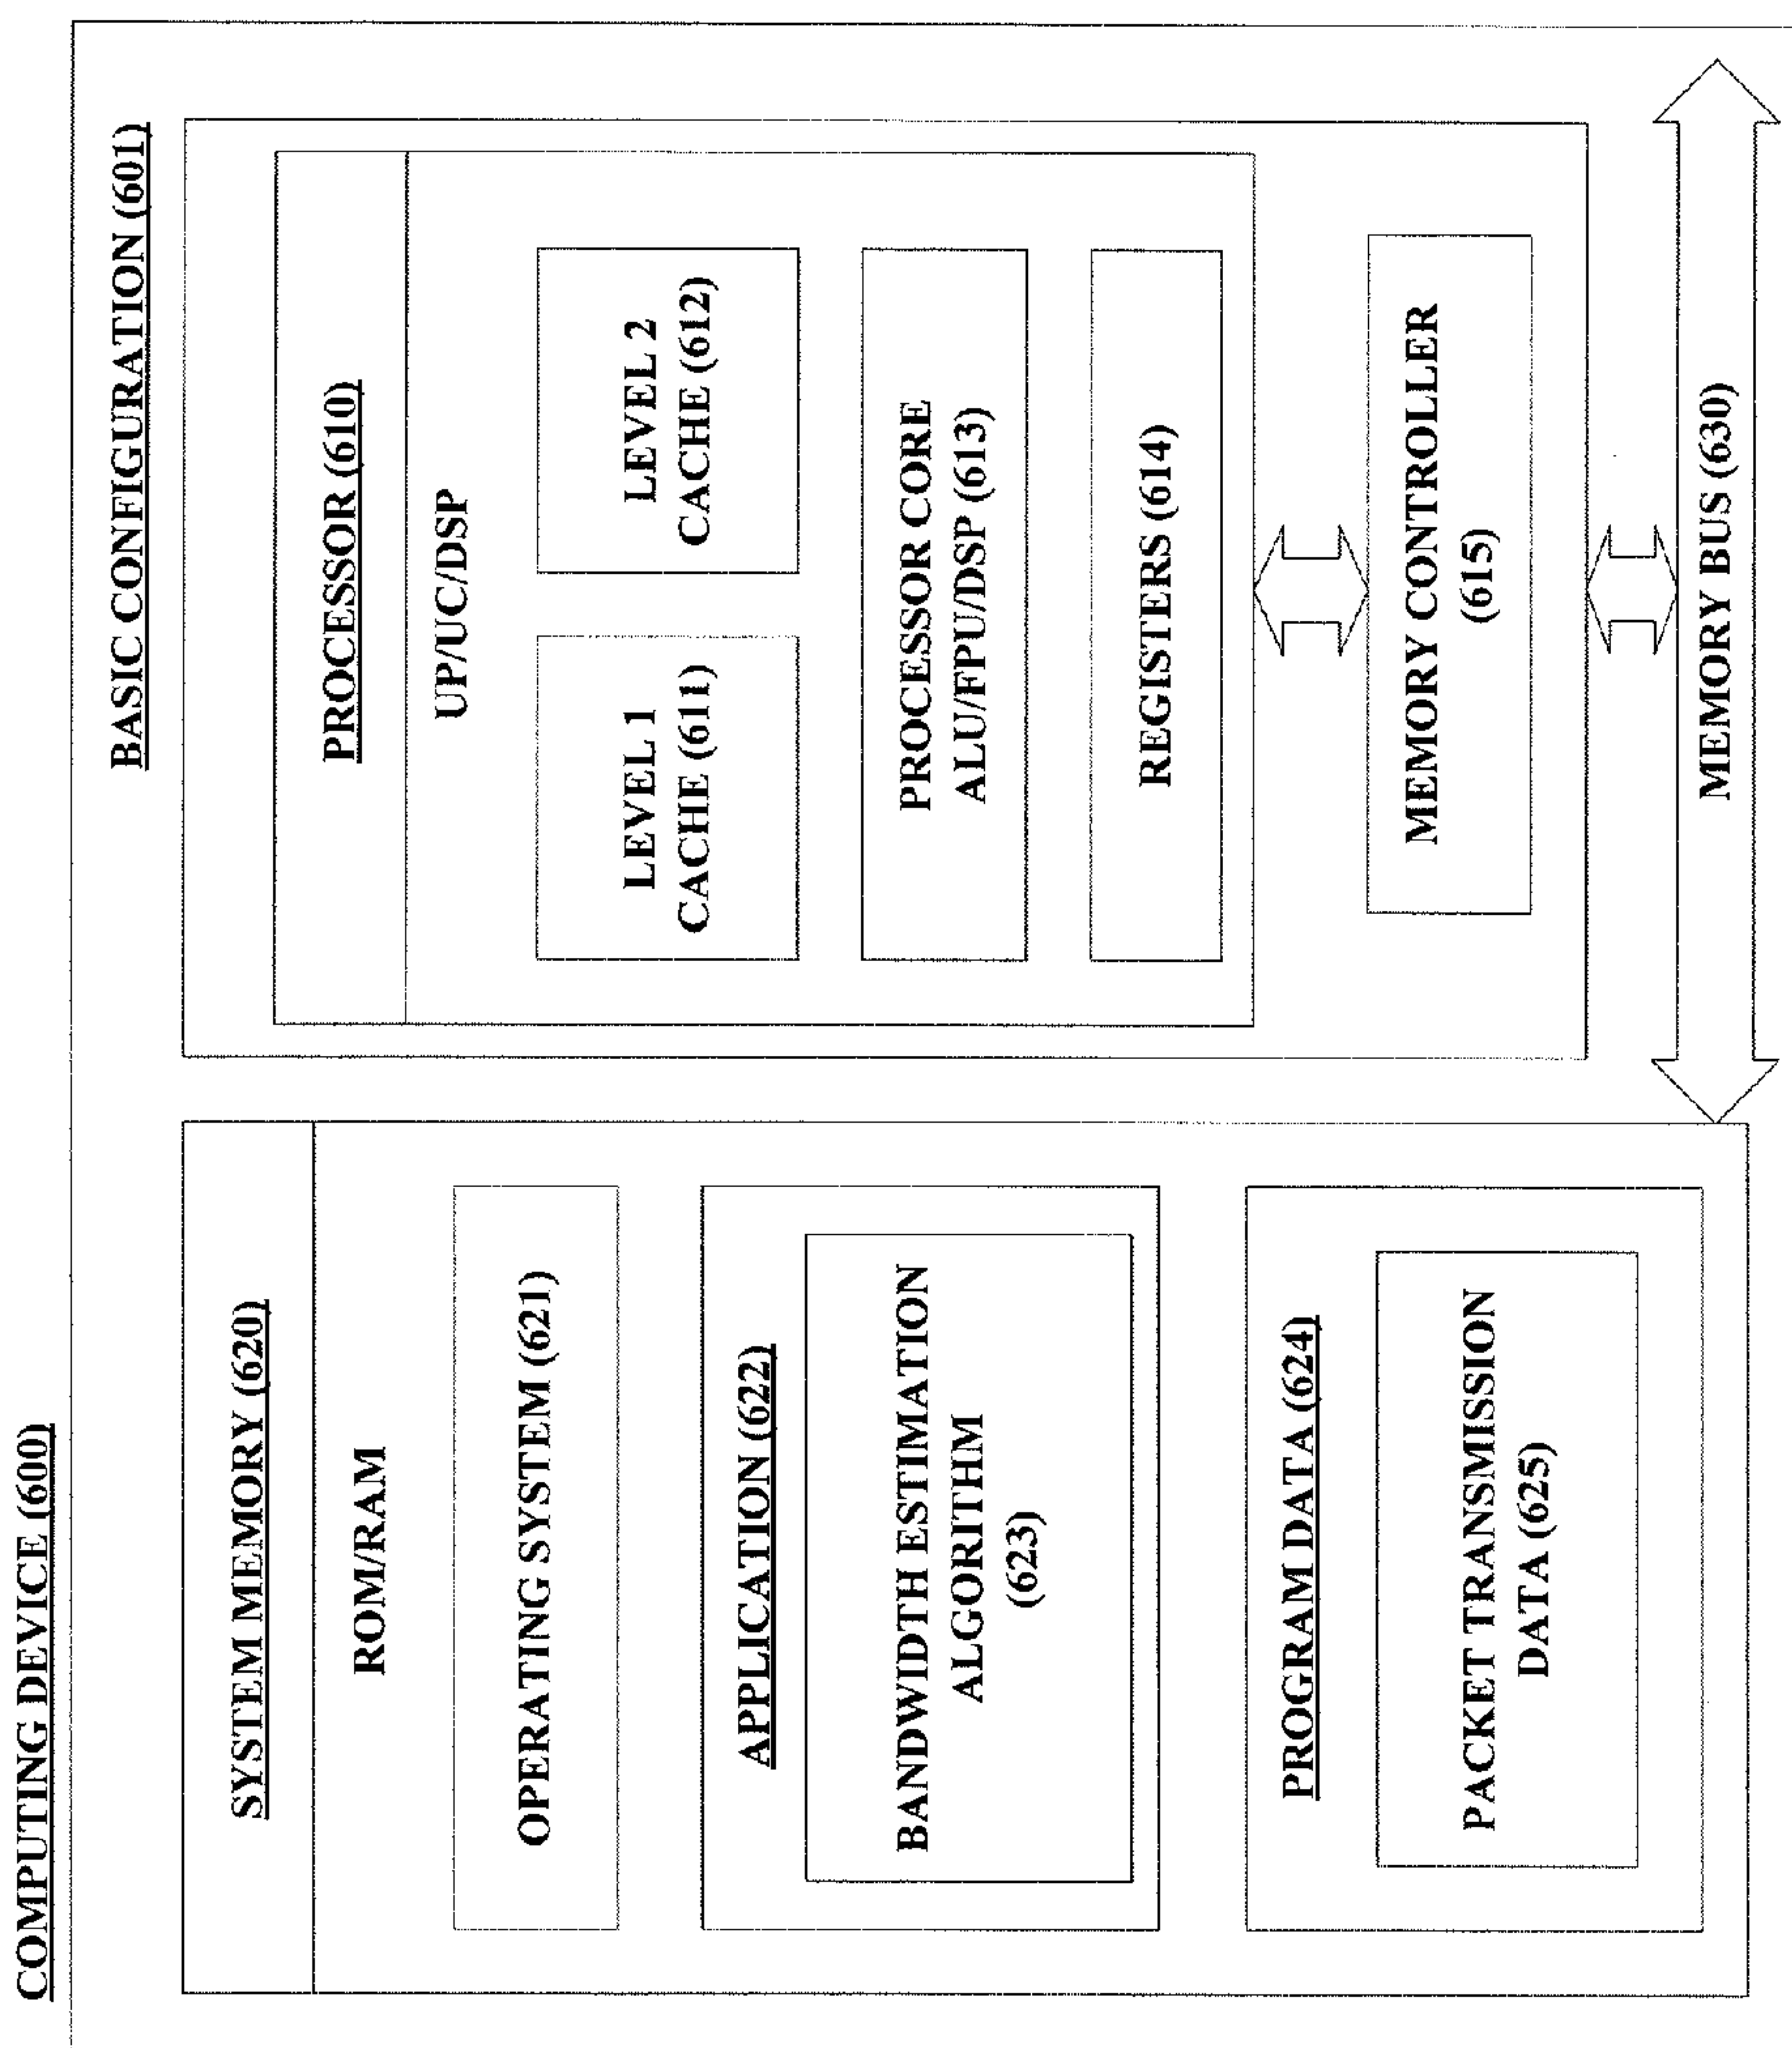 COMPUTING DEVICE (600)
SYSTEM MEMORY (620)
ROM/RAM
OPERATING SYSTEM (621)
APPLICATION (622)
BANDWIDTH ESTIMATION
ALGORITHM
(623)
PROGRAM DATA (624)
PACKET TRANSMISSION
DATA (625)
BASIC CONFIGURATION (601)
PROCESSOR (610)
UP/UC/DSP
LEVEL 1
CACHE (611)
LEVEL 2
CACHE (612)
PROCESSOR CORE
ALU/FPU/DSP (613)
REGISTERS (614)
MEMORY CONTROLLER
(615)
MEMORY BUS (630)